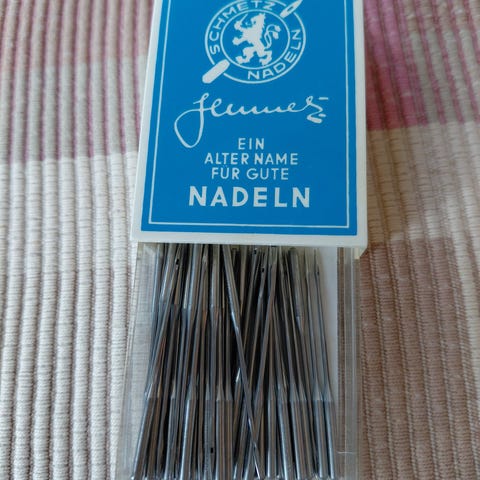 SCHMETZ
NADELN
Schmetz
EIN
ALTER NAME
FÜR GUTE
NADELN